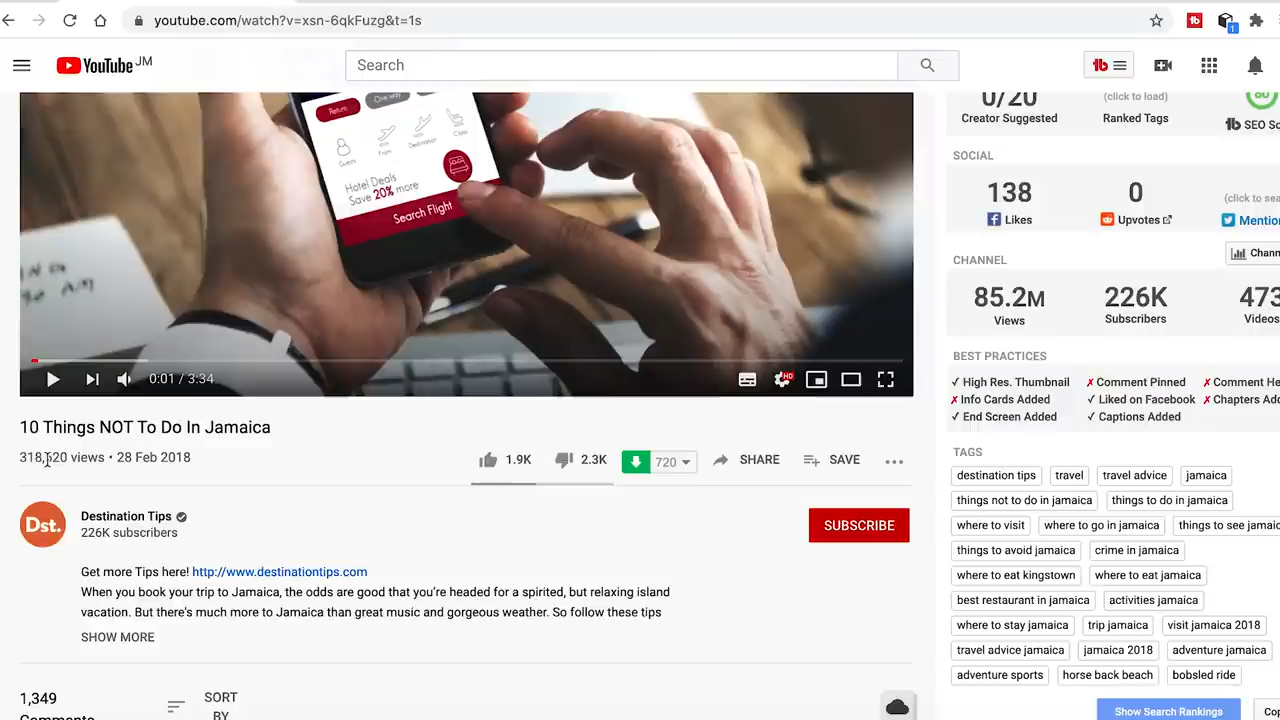 youtube.com/watch?v=xsn-6qkFuzg&t=1s
1
YouTube JM
Search
Return
One way
Guest
From
Destination
Class
Hotel Deals
Save 20% more
Search Flight
0:01 / 3:34
HD
10 Things NOT To Do In Jamaica
views • 28 Feb 2018
1.9K
2.3K
720
SHARE
SAVE
Dst.
Destination Tips
226K subscribers
SUBSCRIBE
Get more Tips here! http://www.destinationtips.com
When you book your trip to Jamaica, the odds are good that you're headed for a spirited, but relaxing island
vacation. But there's much more to Jamaica than great music and gorgeous weather. So follow these tips
SHOW MORE
1,349
Comments
SORT
BY
0/20
Creator Suggested
(click to load)
Ranked Tags
80
tb SEO
SOCIAL
138
Likes
0
Upvotes
(click to
CHANNEL
85.2M
Views
226K
Subscribers
473
Videos
BEST PRACTICES
✓ High Res. Thumbnail ✗ Comment Pinned ✗ Comment
✗ Info Cards Added ✓ Liked on Facebook ✗ Chapters
✓ End Screen Added ✓ Captions Added
TAGS
destination tips travel travel advice jamaica
things not to do in jamaica things to do in jamaica
where to visit where to go in jamaica things to see
things to avoid jamaica crime in jamaica
where to eat kingstown where to eat jamaica
best restaurant in jamaica activities jamaica
where to stay jamaica trip jamaica visit jamaica 2018
travel advice jamaica jamaica 2018 adventure jamaica
adventure sports horse back beach bobsled ride
Show Search Rankings